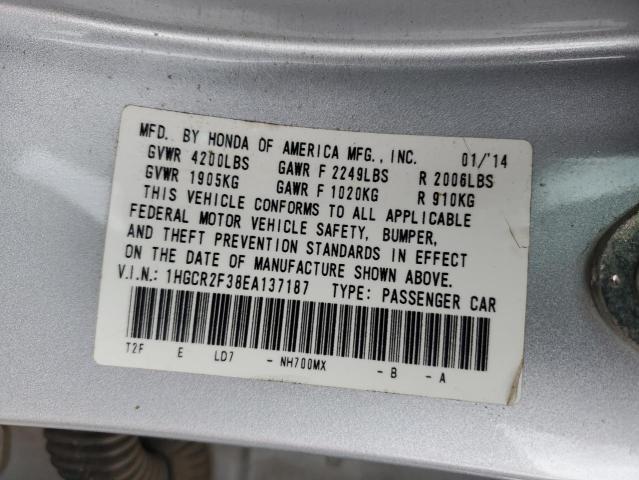 MFD. BY HONDA OF AMERICA MFG., INC. 01/'14
GVWR 4200LBS GAWR F 2249LBS R 2006LBS
GVWR 1905KG GAWR F 1020KG R 910KG
THIS VEHICLE CONFORMS TO ALL APPLICABLE
FEDERAL MOTOR VEHICLE SAFETY, BUMPER,
AND THEFT PREVENTION STANDARDS IN EFFECT
ON THE DATE OF MANUFACTURE SHOWN ABOVE.
V.I.N.: 1HGCR2F38EA137187 TYPE: PASSENGER CAR
T2F E LD7 - NH700MX - B - A